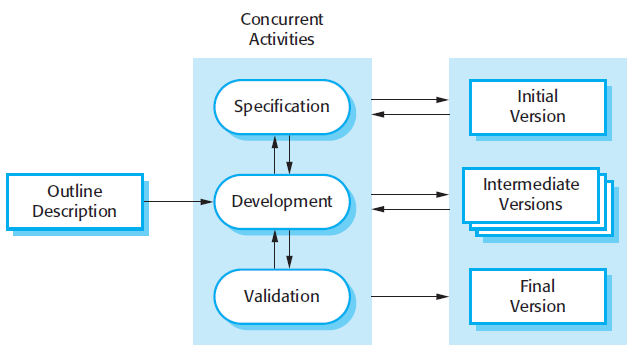 Concurrent
Activities
Specification
Initial
Version
Outline
Description
Development
Intermediate
Versions
Validation
Final
Version